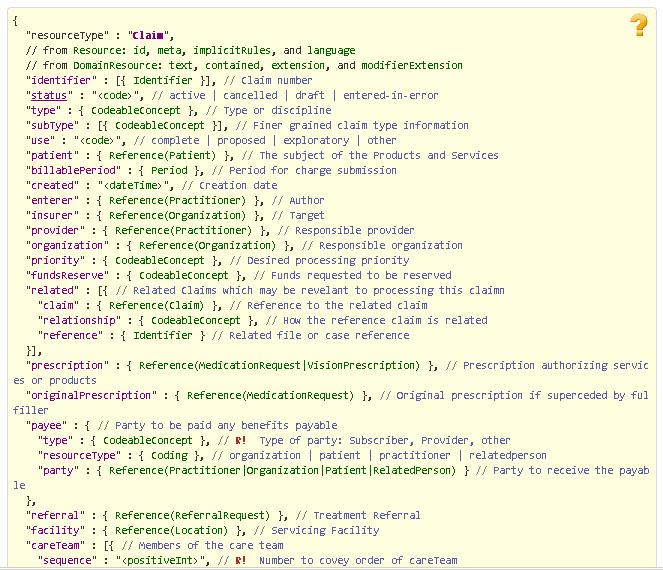 {
"resourceType" : "Claim",
// from Resource: id, meta, implicitRules, and language
// from DomainResource: text, contained, extension, and modifierExtension
"identifier" : [{ Identifier }], // Claim number
"status" : "<code>", // active | cancelled | draft | entered-in-error
"type" : { CodeableConcept }, // Type or discipline
"subType" : [{ CodeableConcept }], // Finer grained claim type information
"use" : "<code>", // complete | proposed | exploratory | other
"patient" : { Reference(Patient) }, // The subject of the Products and Services
"billablePeriod" : { Period }, // Period for charge submission
"created" : "<dateTime>", // Creation date
"enterer" : { Reference(Practitioner) }, // Author
"insurer" : { Reference(Organization) }, // Target
"provider" : { Reference(Practitioner) }, // Responsible provider
"organization" : { Reference(Organization) }, // Responsible organization
"priority" : { CodeableConcept }, // Desired processing priority
"fundsReserve" : { CodeableConcept }, // Funds requested to be reserved
"related" : [{ // Related Claims which may be revelant to processing this claimn
"claim" : { Reference(Claim) }, // Reference to the related claim
"relationship" : { CodeableConcept }, // How the reference claim is related
"reference" : { Identifier } // Related file or case reference
}],
"prescription" : { Reference(MedicationRequest|VisionPrescription) }, // Prescription authorizing servic
es or products
"originalPrescription" : { Reference(MedicationRequest) }, // Original prescription if superceded by ful
filler
"payee" : { // Party to be paid any benefits payable
"type" : { CodeableConcept }, // R! Type of party: Subscriber, Provider, other
"resourceType" : { Coding }, // organization | patient | practitioner | relatedperson
"party" : { Reference(Practitioner|Organization|Patient|RelatedPerson) } // Party to receive the payab
le
},
"referral" : { Reference(ReferralRequest) }, // Treatment Referral
"facility" : { Reference(Location) }, // Servicing Facility
"careTeam" : [{ // Members of the care team
"sequence" : "<positiveInt>", // R! Number to covey order of careTeam